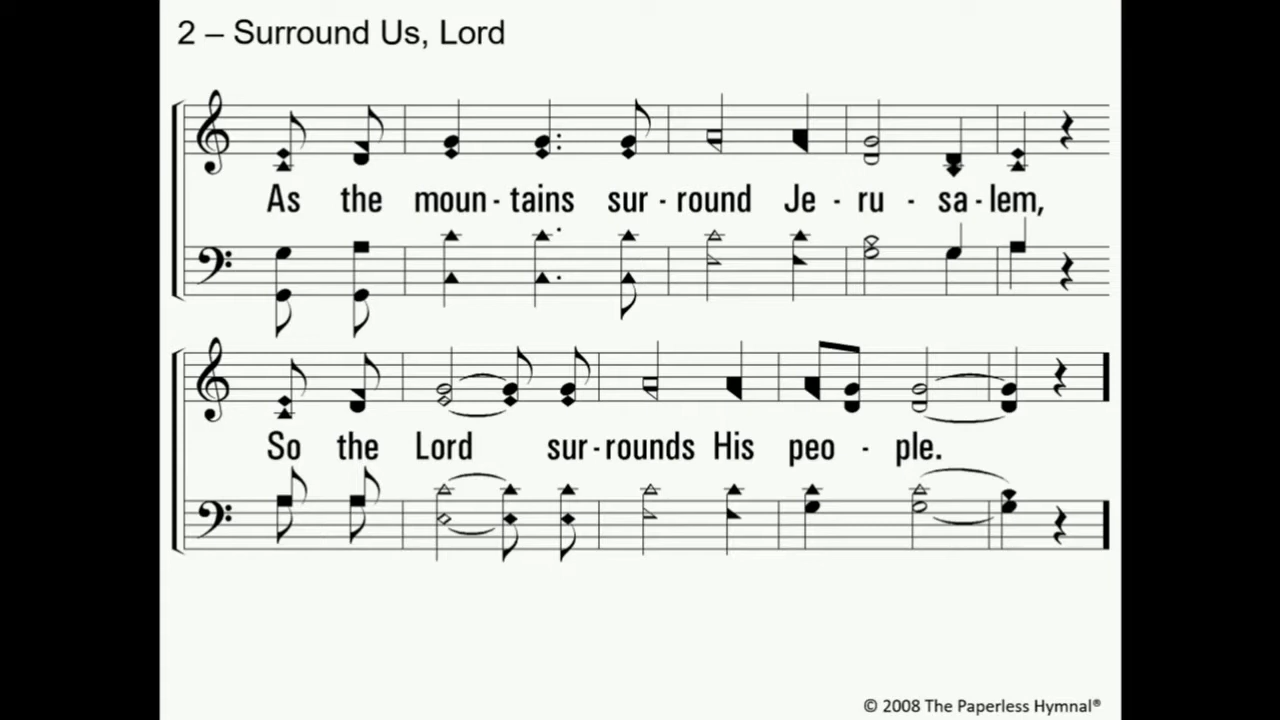 2 – Surround Us, Lord
As the moun - tains sur - round Je - ru - sa - lem,
So the Lord sur - rounds His peo - ple.
© 2008 The Paperless Hymnal®